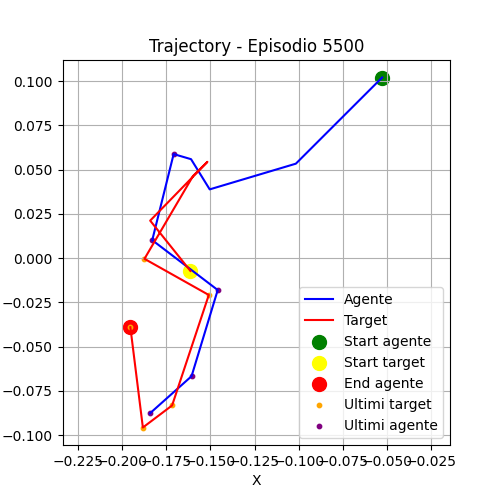 Trajectory - Episodio 5500
0.100
0.075
0.050
0.025
0.000
−0.025
−0.050
−0.075
−0.100
Agente
Target
Start agente
Start target
End agente
Ultimi target
Ultimi agente
−0.225 −0.200 −0.175 −0.150 −0.125 −0.100 −0.075 −0.050 −0.025
X